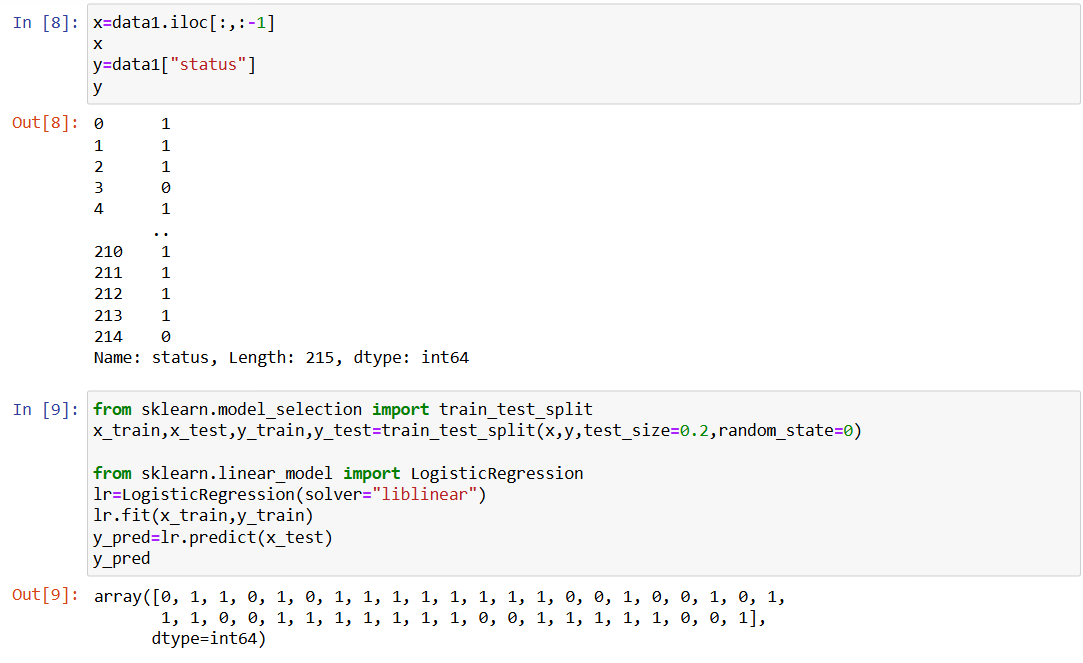 In [8]: x=data1.iloc[:,:-1]
x
y=data1["status"]
y
Out[8]: 0 1
1 1
2 1
3 0
4 1
..
210 1
211 1
212 1
213 1
214 0
Name: status, Length: 215, dtype: int64
In [9]: from sklearn.model_selection import train_test_split
x_train,x_test,y_train,y_test=train_test_split(x,y,test_size=0.2,random_state=0)
from sklearn.linear_model import LogisticRegression
lr=LogisticRegression(solver="liblinear")
lr.fit(x_train,y_train)
y_pred=lr.predict(x_test)
y_pred
Out[9]: array([0, 1, 1, 0, 1, 0, 1, 1, 1, 1, 1, 1, 1, 1, 0, 0, 1, 0, 0, 1, 0, 1,
1, 1, 0, 0, 1, 1, 1, 1, 1, 1, 1, 0, 0, 1, 1, 1, 1, 1, 0, 0, 1],
dtype=int64)